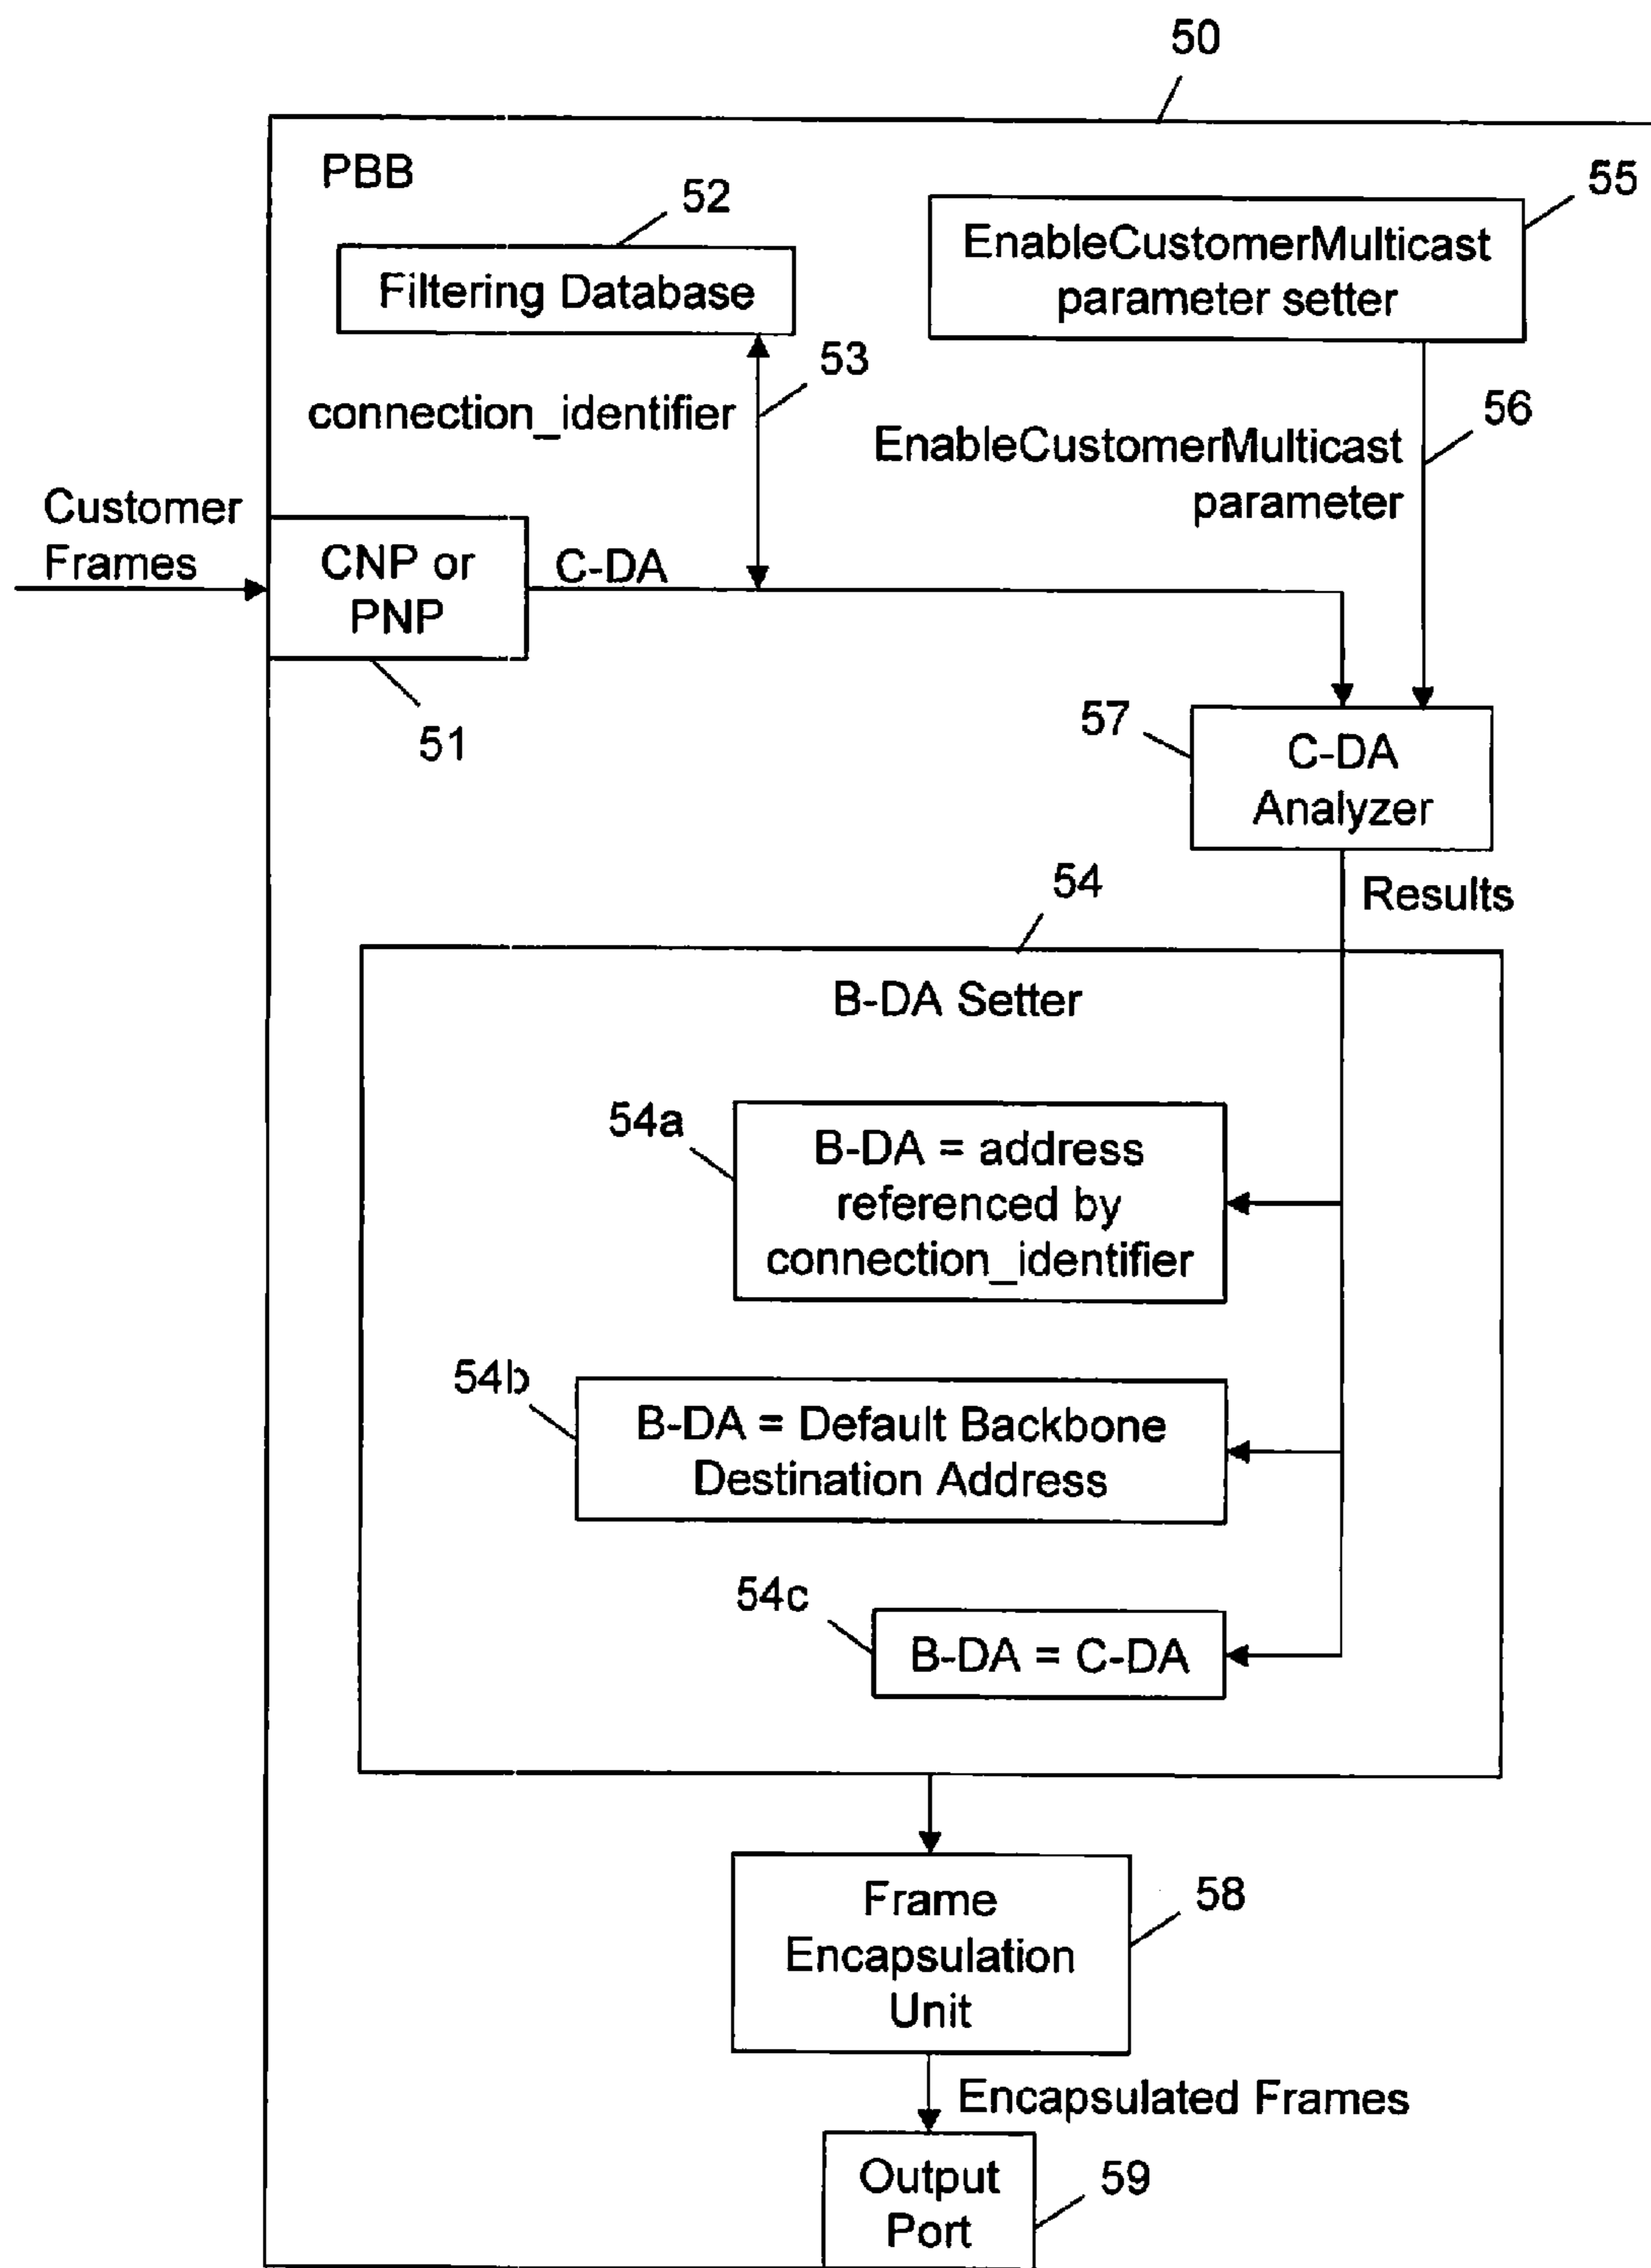 50
PBB
52
55
Filtering Database
EnableCustomerMulticast
parameter setter
53
connection_identifier
56
EnableCustomerMulticast
parameter
Customer
Frames
CNP or
PNP
C-DA
51
57
C-DA
Analyzer
Results
54
B-DA Setter
54a
B-DA = address
referenced by
connection_identifier
54b
B-DA = Default Backbone
Destination Address
54c
B-DA = C-DA
Frame
Encapsulation
Unit
58
Encapsulated Frames
Output
Port
59